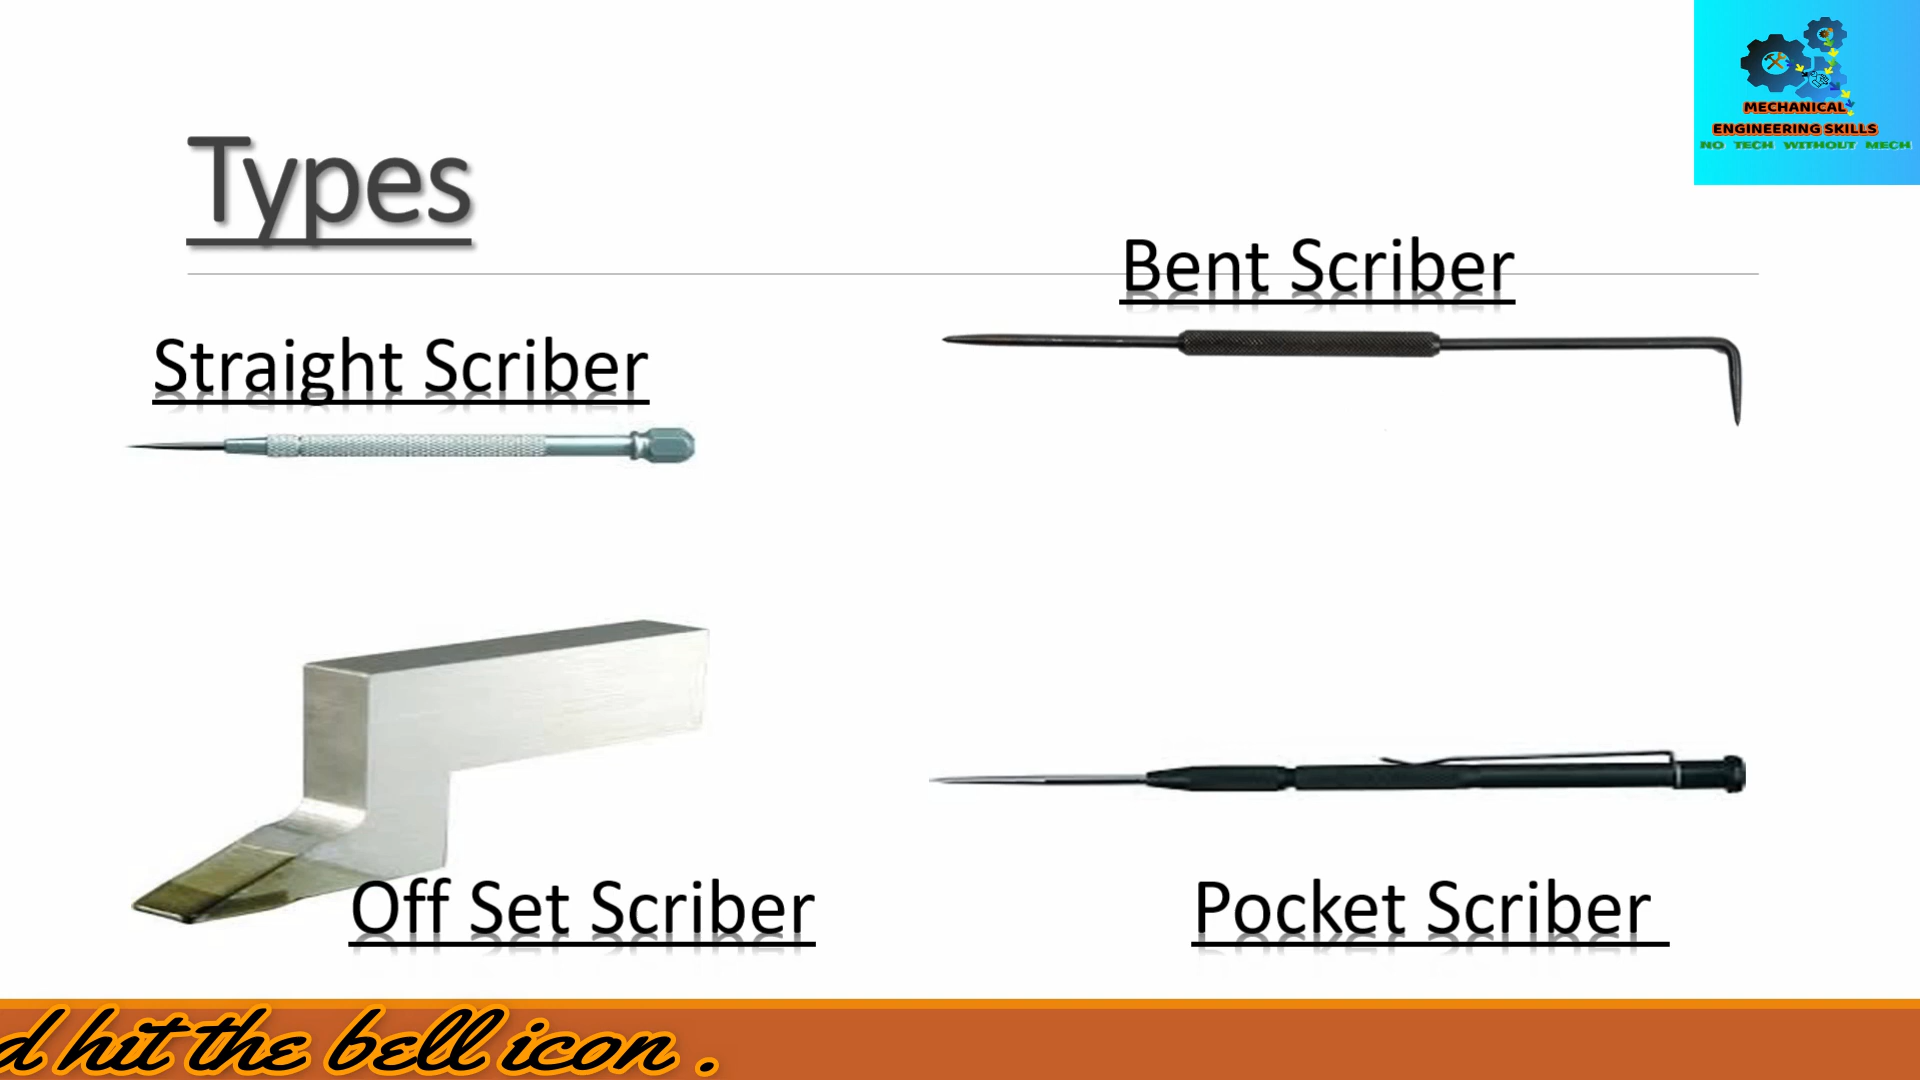 MECHANICAL
ENGINEERING SKILLS
NO TECH WITHOUT MECH
Types
Bent Scriber
Straight Scriber
Off Set Scriber
Pocket Scriber
hit the bell icon .